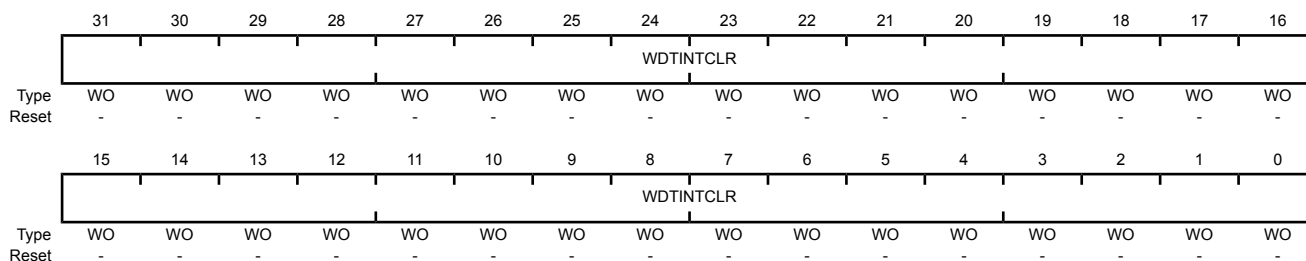 31 30 29 28 27 26 25 24 23 22 21 20 19 18 17 16
WDTINTCLR
Type WO WO WO WO WO WO WO WO WO WO WO WO WO WO WO WO
Reset - - - - - - - - - - - - - - - -
15 14 13 12 11 10 9 8 7 6 5 4 3 2 1 0
WDTINTCLR
Type WO WO WO WO WO WO WO WO WO WO WO WO WO WO WO WO
Reset - - - - - - - - - - - - - - - -